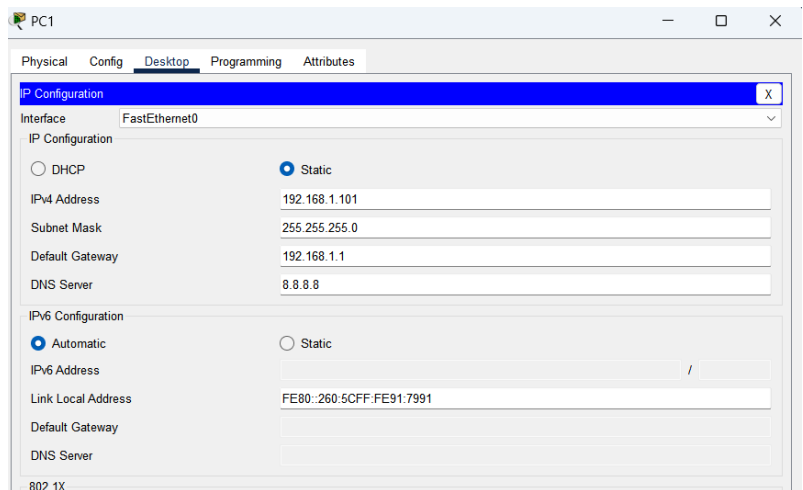 PC1
Physical Config Desktop Programming Attributes
IP Configuration X
Interface FastEthernet0
IP Configuration
DHCP Static
IPv4 Address 192.168.1.101
Subnet Mask 255.255.255.0
Default Gateway 192.168.1.1
DNS Server 8.8.8.8
IPv6 Configuration
Automatic Static
IPv6 Address /
Link Local Address FE80::260:5CFF:FE91:7991
Default Gateway
DNS Server
802.1X